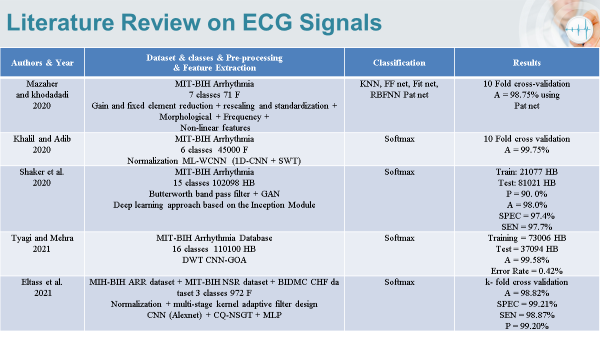 Literature Review on ECG Signals
Authors & Year
Dataset & classes & Pre-processing
& Feature Extraction
Classification
Results
Mazaher
and khodadadi
2020
MIT-BIH Arrhythmia
7 classes 71 F
Gain and fixed element reduction + rescaling and standardization +
Morphological + Frequency +
Non-linear features
KNN, FF net, Fit net,
RBFNN Pat net
10 Fold cross-validation
A = 98.75% using
Pat net
Khalil and Adib
2020
MIT-BIH Arrhythmia
6 classes 45000 F
Normalization ML-WCNN (1D-CNN + SWT)
Softmax
10 Fold cross validation
A = 99.75%
Shaker et al.
2020
MIT-BIH Arrhythmia
15 classes 102098 HB
Butterworth band pass filter + GAN
Deep learning approach based on the Inception Module
Softmax
Train: 21077 HB
Test: 81021 HB
P = 90. 0%
A = 98.0%
SPEC = 97.4%
SEN = 97.7%
Tyagi and Mehra
2021
MIT-BIH Arrhythmia Database
16 classes 110100 HB
DWT CNN-GOA
Softmax
Training = 73006 HB
Test = 37094 HB
A = 99.58%
Error Rate = 0.42%
Eltass et al.
2021
MIH-BIH ARR dataset + MIT-BIH NSR dataset + BIDMC CHF da
taset 3 classes 972 F
Normalization + multi-stage kernel adaptive filter design
CNN (Alexnet) + CQ-NSGT + MLP
Softmax
k- fold cross validation
A = 98.82%
SPEC = 99.21%
SEN = 98.87%
P = 99.20%